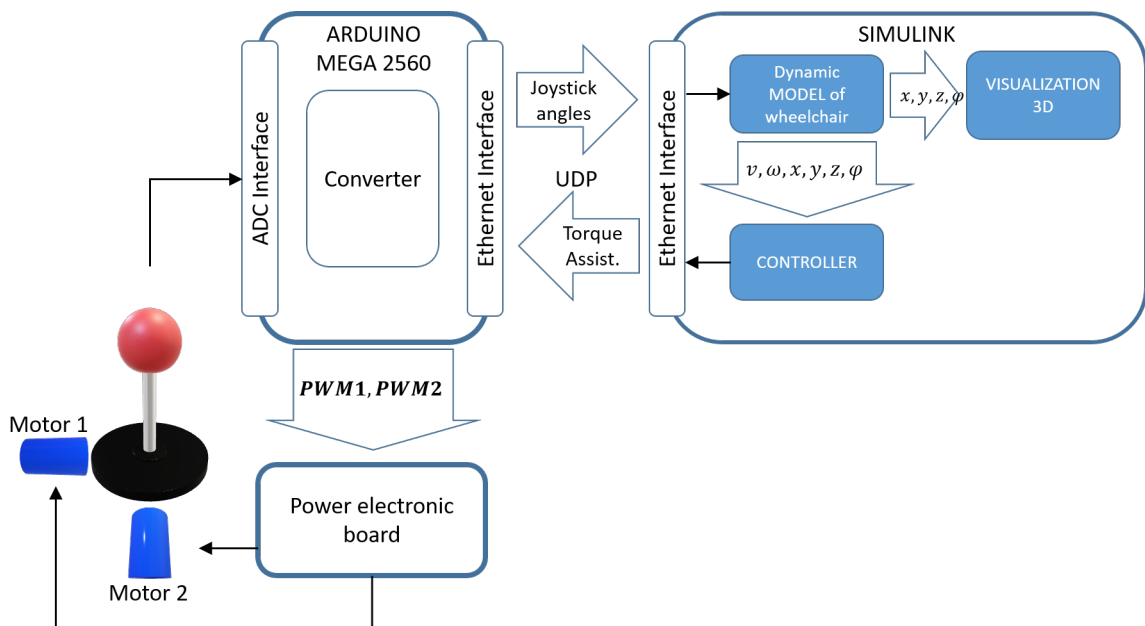 ARDUINO
MEGA 2560
ADC Interface
Converter
Ethernet Interface
Joystick
angles
UDP
Torque
Assist.
Ethernet Interface
SIMULINK
Dynamic
MODEL of
wheelchair
x, y, z, φ
VISUALIZATION
3D
v, ω, x, y, z, φ
CONTROLLER
PWM1, PWM2
Motor 1
Power electronic
board
Motor 2